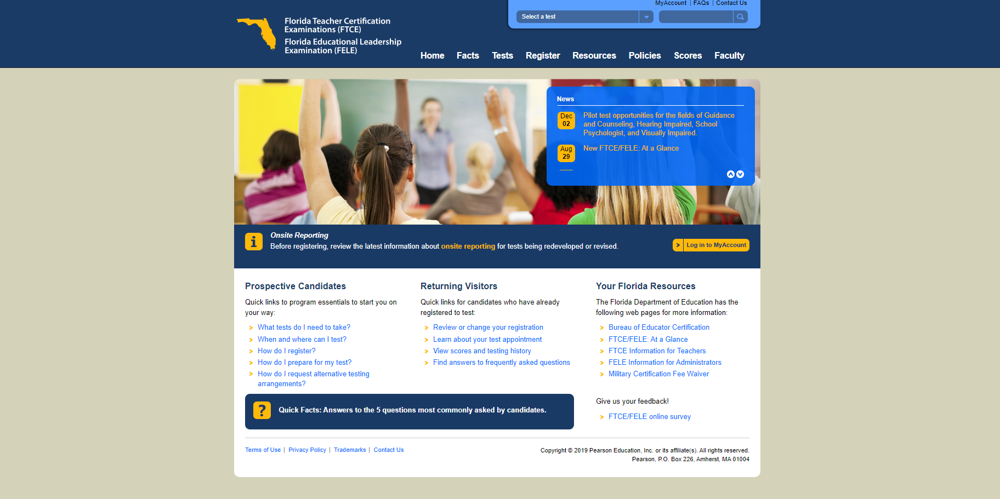 MyAccount FAQs Contact Us
Select a test
Florida Teacher Certification
Examinations (FTCE)
Florida Educational Leadership
Examination (FELE)
Home Facts Tests Register Resources Policies Scores Faculty
News
Dec
02
Pilot test opportunities for the fields of Guidance
and Counseling, Hearing Impaired, School
Psychologist, and Visually Impaired.
Aug
29
New FTCE/FELE: At a Glance
Onsite Reporting
Before registering, review the latest information about onsite reporting for tests being redeveloped or revised.
Log in to MyAccount
Prospective Candidates
Quick links to program essentials to start you on
your way:
What tests do I need to take?
When and where can I test?
How do I register?
How do I prepare for my test?
How do I request alternative testing
arrangements?
Returning Visitors
Quick links for candidates who have already
registered to test:
Review or change your registration
Learn about your test appointment
View scores and testing history
Find answers to frequently asked questions
Your Florida Resources
The Florida Department of Education has the
following web pages for more information:
Bureau of Educator Certification
FTCE/FELE: At a Glance
FTCE Information for Teachers
FELE Information for Administrators
Military Certification Fee Waiver
Quick Facts: Answers to the 5 questions most commonly asked by candidates.
Give us your feedback!
FTCE/FELE online survey
Terms of Use Privacy Policy Trademarks Contact Us
Copyright © 2019 Pearson Education, Inc. or its affiliate(s). All rights reserved.
Pearson, P.O. Box 226, Amherst, MA 01004